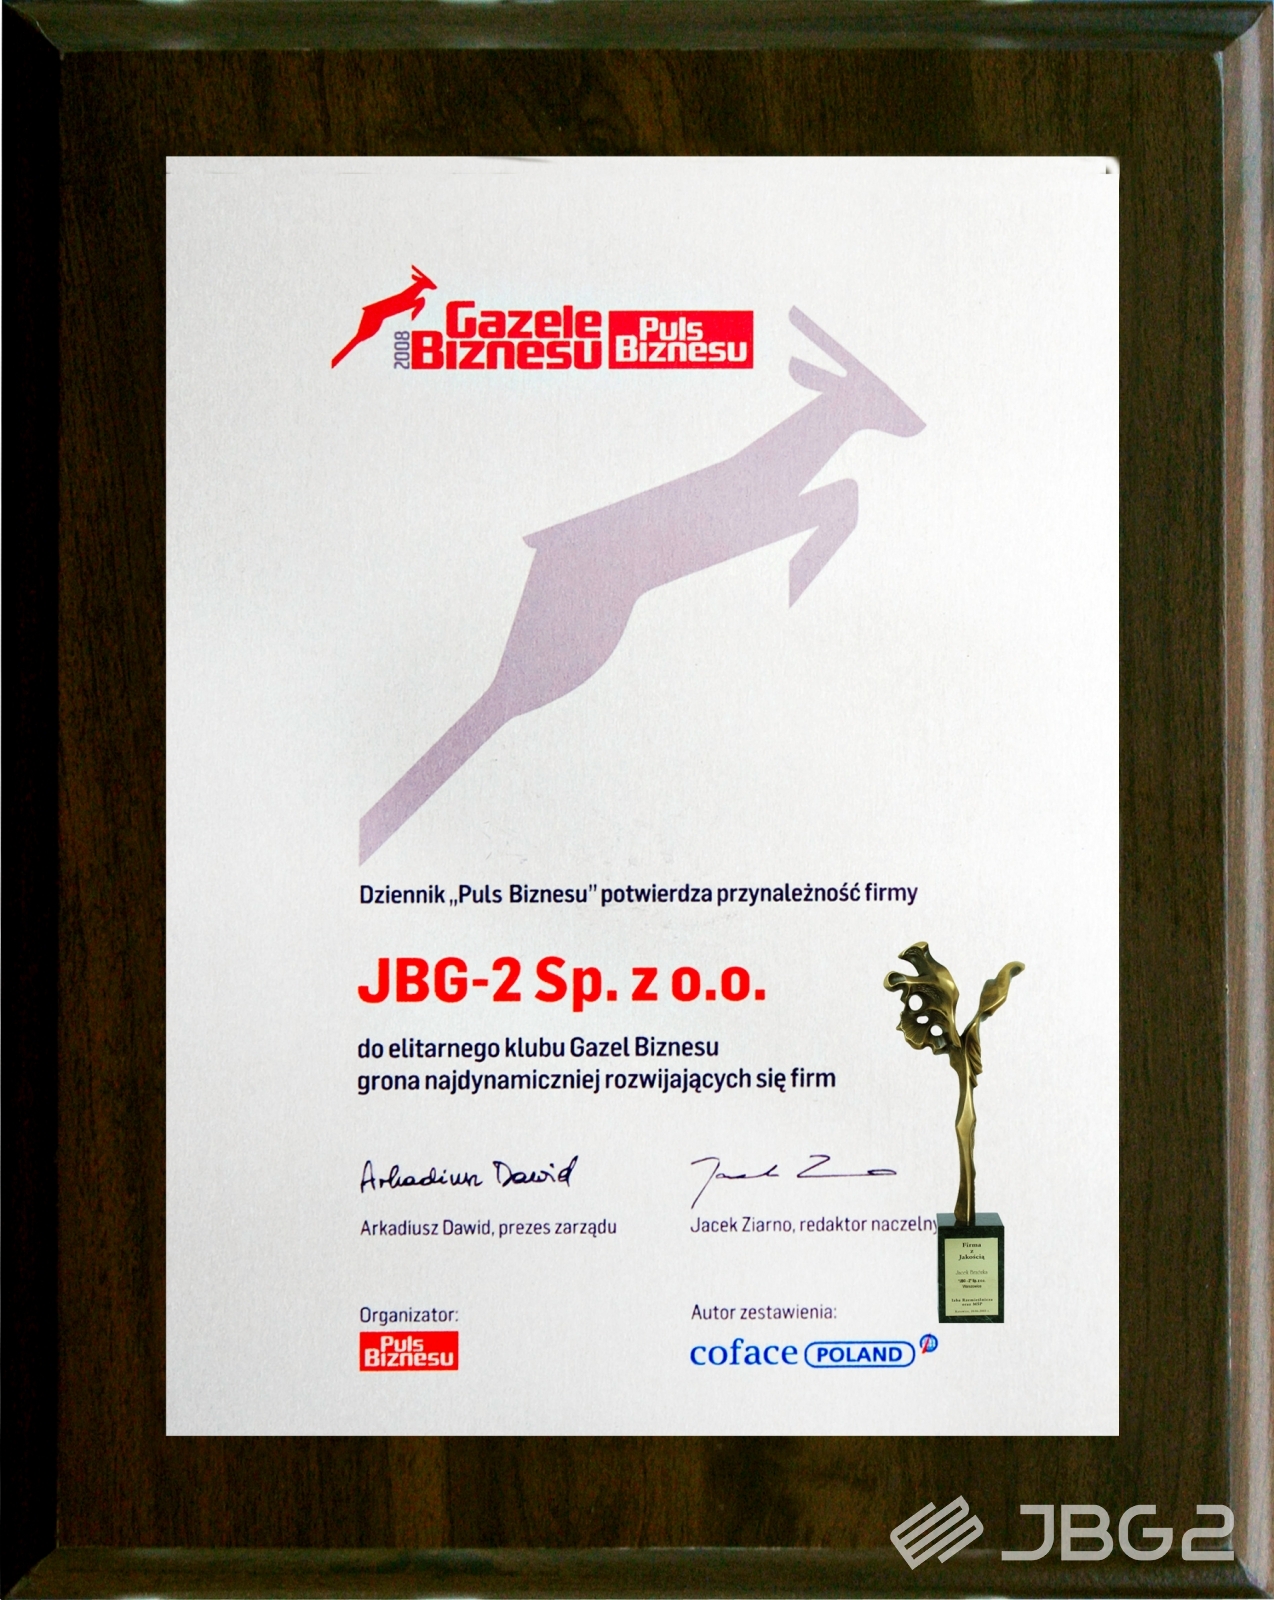 2008
Gazele
Biznesu
Puls
Biznesu
Dziennik „Puls Biznesu” potwierdza przynależność firmy
JBG-2 Sp. z o.o.
do elitarnego klubu Gazel Biznesu
grona najdynamiczniej rozwijających się firm
Arkadiusz Dawid
Arkadiusz Dawid, prezes zarządu
Jacek Ziarno, redaktor naczelny
Firma
z
Jakością
Organizator:
Puls
Biznesu
Autor zestawienia:
coface POLAND
JBG2